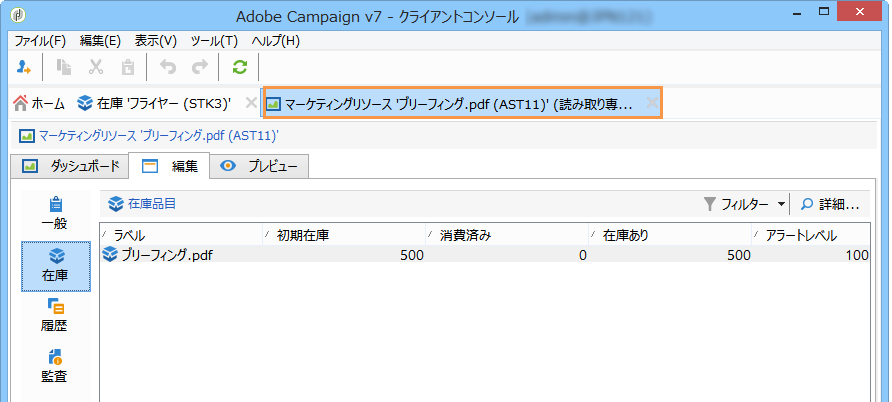 Adobe Campaign v7 - クライアントコンソール
ファイル(F) 編集(E) 表示(V) ツール(T) ヘルプ(H)
ホーム 在庫 'フライヤー (STK3)' マーケティングリソース 'ブリーフィング.pdf (AST11)' (読み取り専...
マーケティングリソース 'ブリーフィング.pdf (AST11)'
ダッシュボード 編集 プレビュー
一般
在庫
履歴
監査
在庫品目 フィルター 詳細...
ラベル 初期在庫 消費済み 在庫あり アラートレベル
ブリーフィング.pdf 500 0 500 100